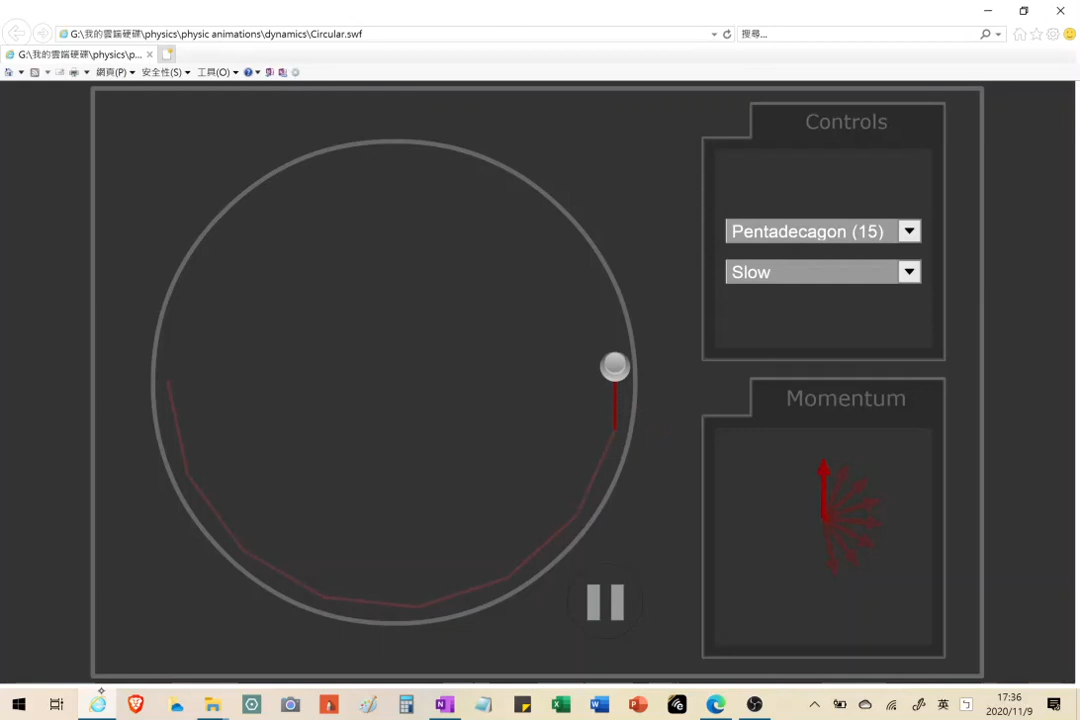 G:\我的雲端硬碟\physics\physic animations\dynamics\Circular.swf
搜尋...
G:\我的雲端硬碟\physics\p...
網頁(P)
安全性(S)
工具(O)
Controls
Pentadecagon (15)
Slow
Momentum
英
17:36
2020/11/9